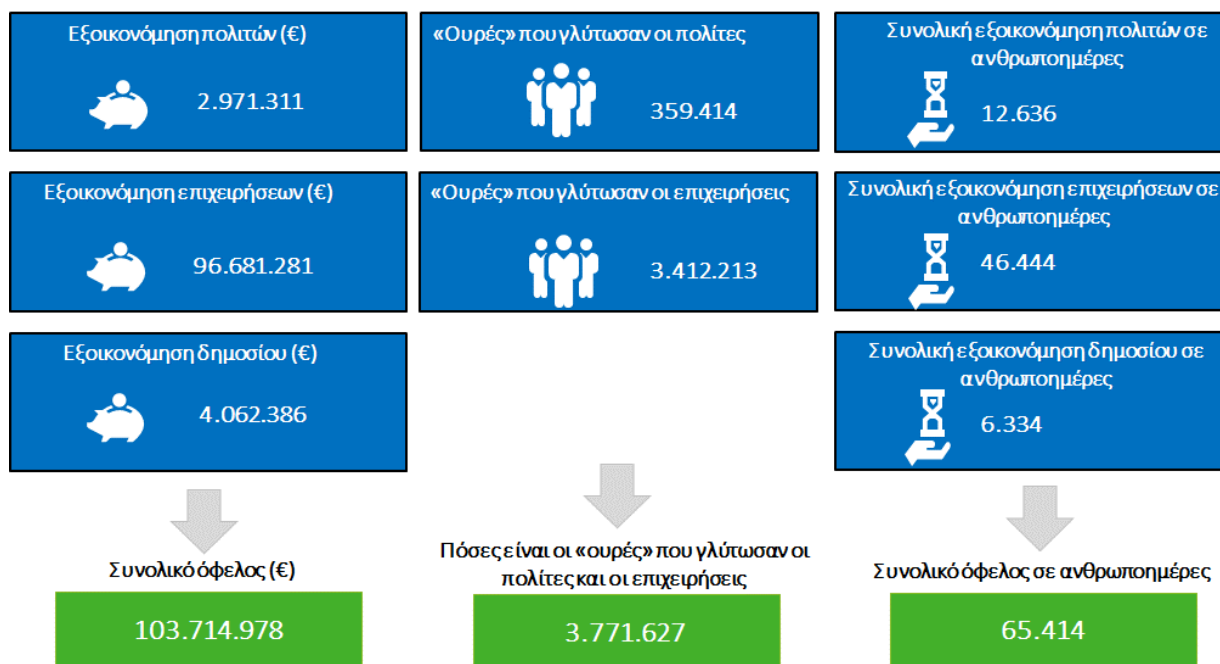 Εξοικονόμηση πολιτών (€)
2.971.311
«Ουρές» που γλύτωσαν οι πολίτες
359.414
Συνολική εξοικονόμηση πολιτών σε
ανθρωποημέρες
12.636
Εξοικονόμηση επιχειρήσεων (€)
96.681.281
«Ουρές» που γλύτωσαν οι επιχειρήσεις
3.412.213
Συνολική εξοικονόμηση επιχειρήσεων σε
ανθρωποημέρες
46.444
Εξοικονόμηση δημοσίου (€)
4.062.386
Συνολική εξοικονόμηση δημοσίου σε
ανθρωποημέρες
6.334
Συνολικό όφελος (€)
103.714.978
Πόσες είναι οι «ουρές» που γλύτωσαν οι
πολίτες και οι επιχειρήσεις
3.771.627
Συνολικό όφελος σε ανθρωποημέρες
65.414